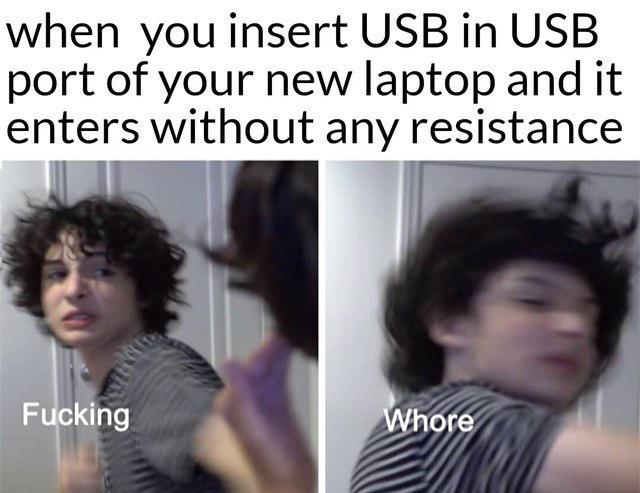 when you insert USB in USB
port of your new laptop and it
enters without any resistance
Fucking
Whore